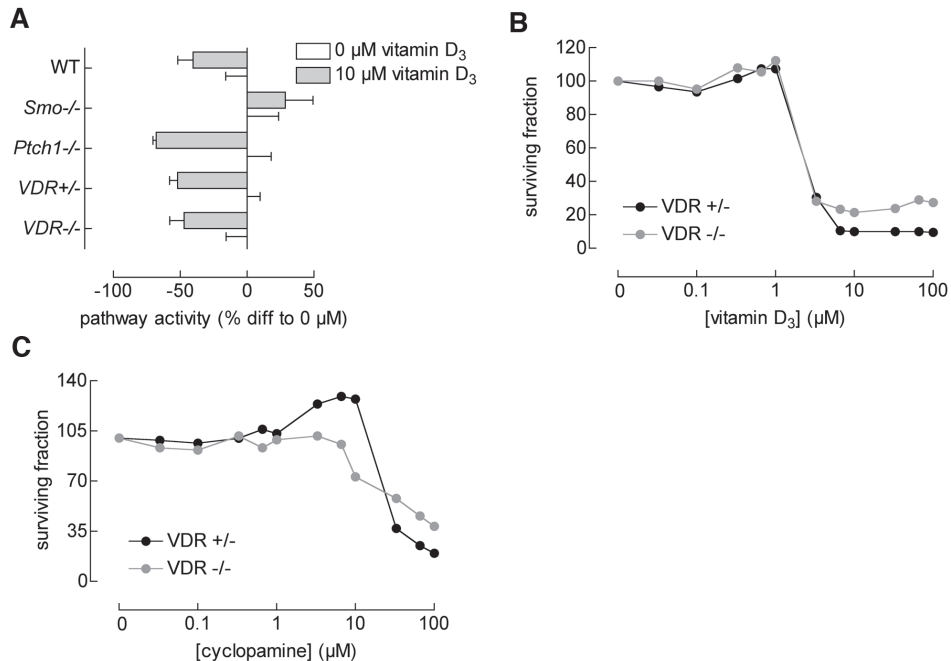 A
0 µM vitamin D3
10 µM vitamin D3
WT
Smo-/-
Ptch1-/-
VDR+/-
VDR-/-
-100 -50 0 50
pathway activity (% diff to 0 µM)
B
120
100
80
60
40
20
0
surviving fraction
VDR +/-
VDR -/-
0 0.1 1 10 100
[vitamin D3] (µM)
C
140
105
70
35
0
surviving fraction
VDR +/-
VDR -/-
0 0.1 1 10 100
[cyclopamine] (µM)